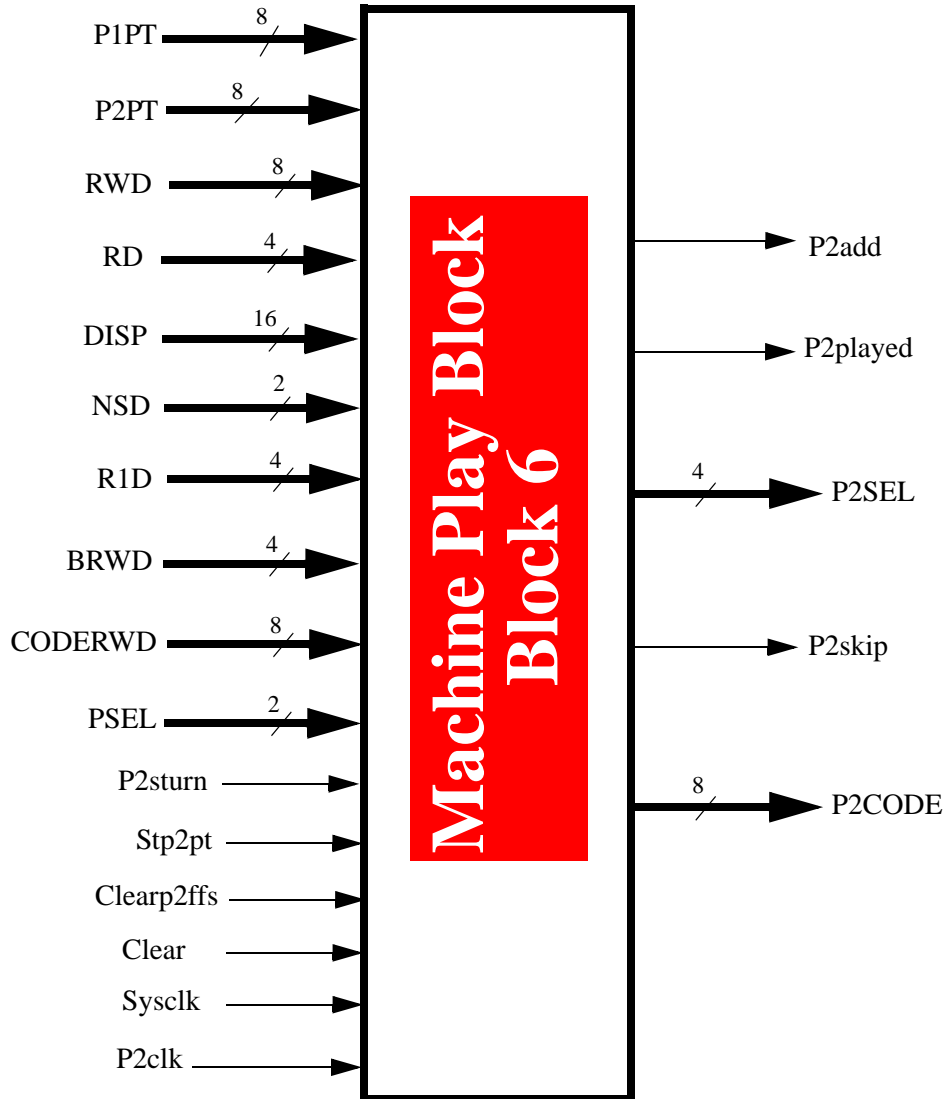 P1PT
8
P2PT
8
RWD
8
RD
4
DISP
16
NSD
2
R1D
4
BRWD
4
CODERWD
8
PSEL
2
P2sturn
Stp2pt
Clearp2ffs
Clear
Sysclk
P2clk
Machine Play Block
Block 6
P2add
P2played
4
P2SEL
P2skip
8
P2CODE